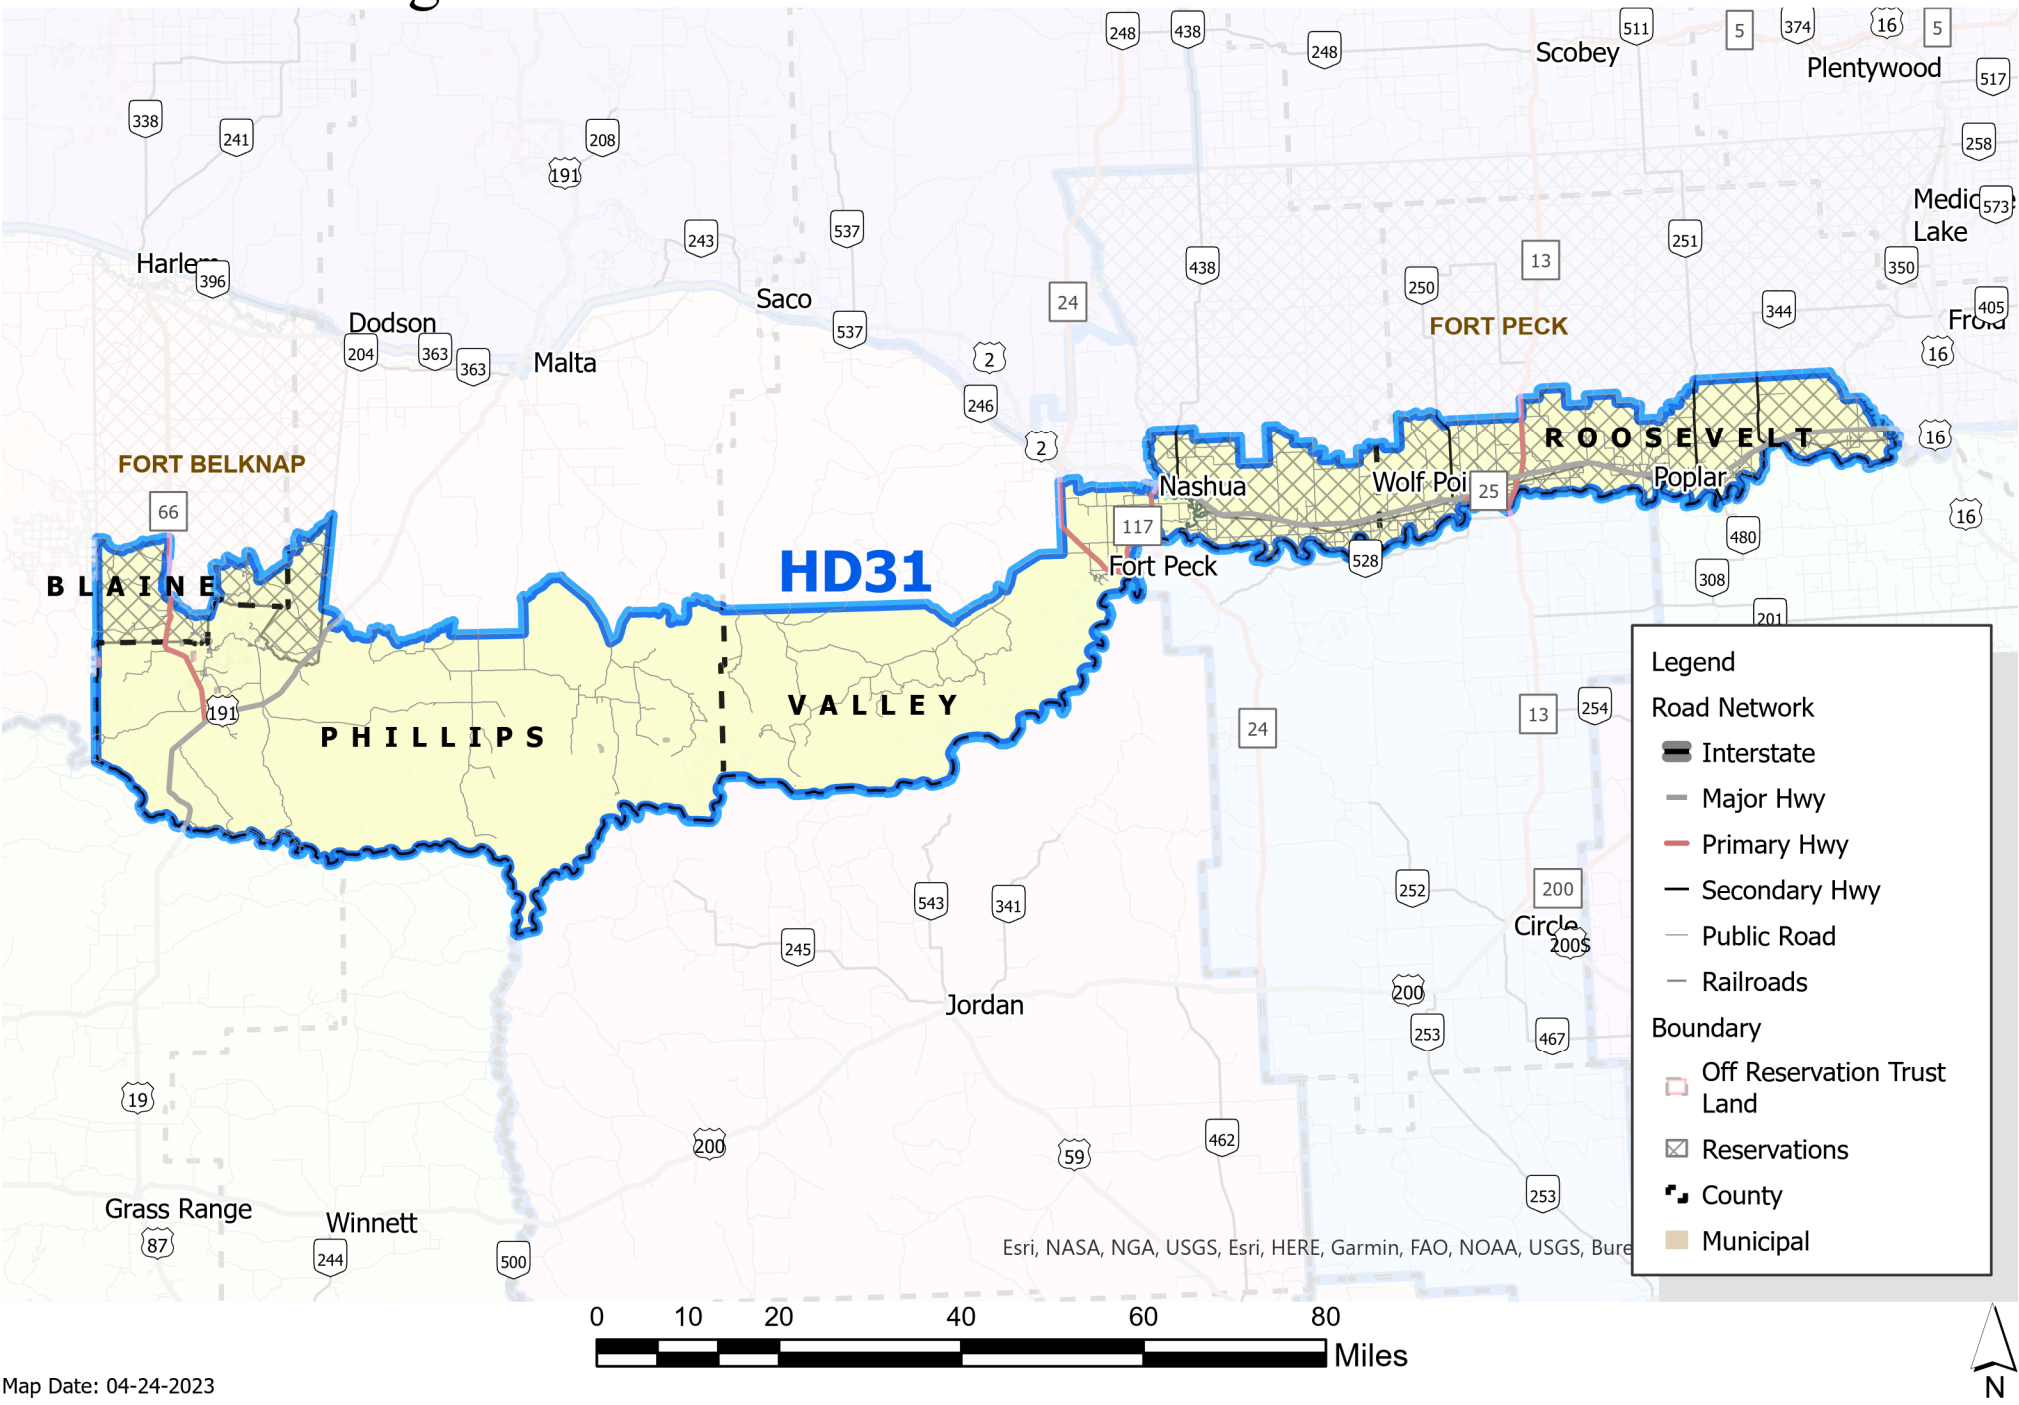 248
438
248
Scobey
511
5
374
16
5
Plentywood
517
338
241
208
191
258
Medic
573
Lake
243
537
438
251
13
350
Harlem
396
24
250
Saco
344
405
Froid
Dodson
537
FORT PECK
204
363
363
Malta
2
16
246
2
16
ROOSEVELT
FORT BELKNAP
Nashua
Wolf Poi
25
Poplar
66
117
16
480
528
Fort Peck
HD31
BLAINE
308
201
191
VALLEY
PHILLIPS
24
13
254
543
341
252
200
Circle
200S
245
Jordan
200
253
467
19
200
59
462
253
Grass Range
Winnett
87
244
500
Legend
Road Network
Interstate
Major Hwy
Primary Hwy
Secondary Hwy
Public Road
Railroads
Boundary
Off Reservation Trust
Land
Reservations
County
Municipal
Esri, NASA, NGA, USGS, Esri, HERE, Garmin, FAO, NOAA, USGS, Bure
0 10 20 40 60 80
Miles
Map Date: 04-24-2023
N